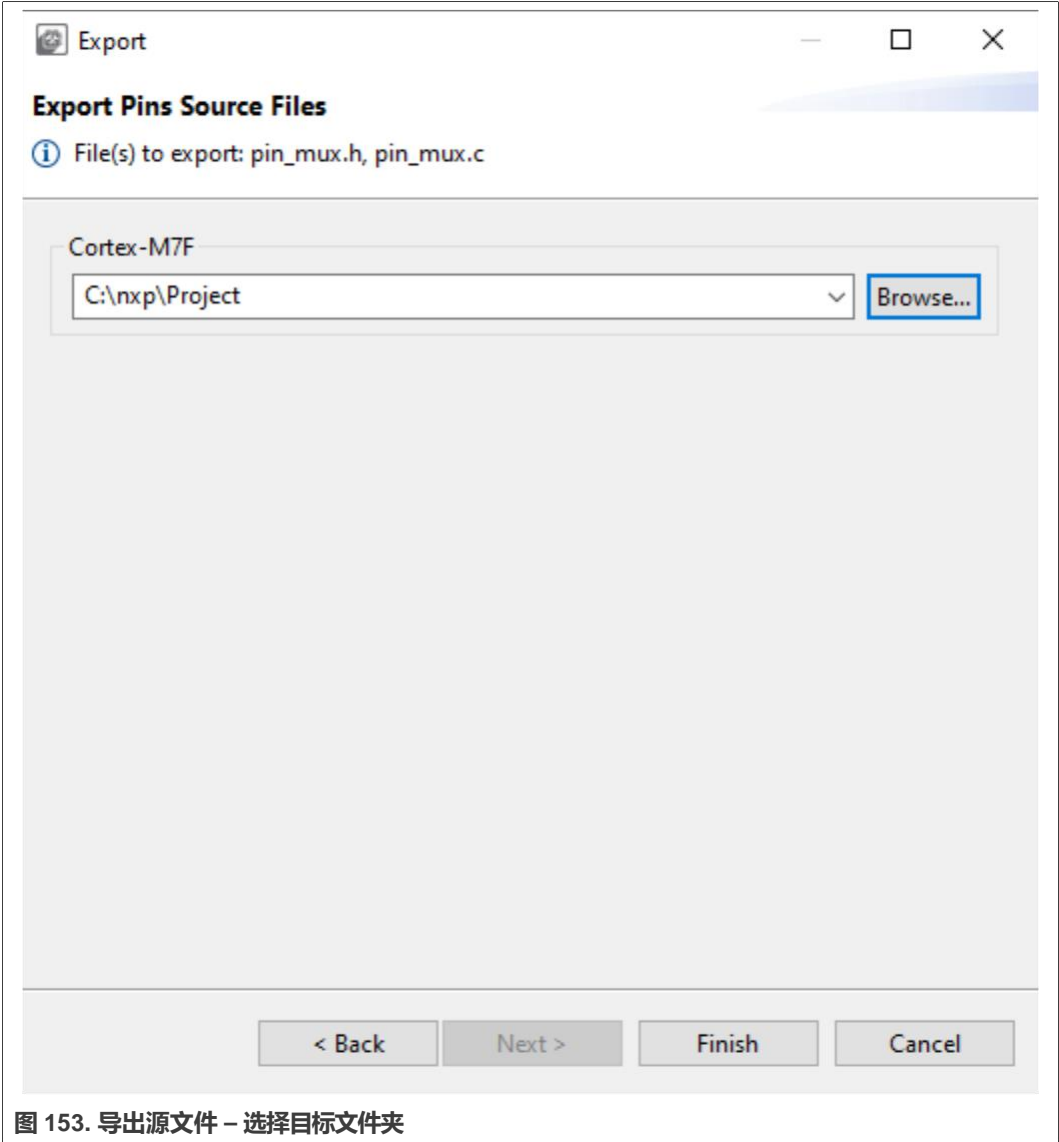 Export
Export Pins Source Files
File(s) to export: pin_mux.h, pin_mux.c
Cortex-M7F
C:\nxp\Project
Browse...
< Back Next > Finish Cancel
图 153. 导出源文件 – 选择目标文件夹